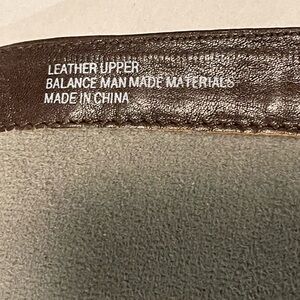 LEATHER UPPER
BALANCE MAN MADE MATERIALS
MADE IN CHINA